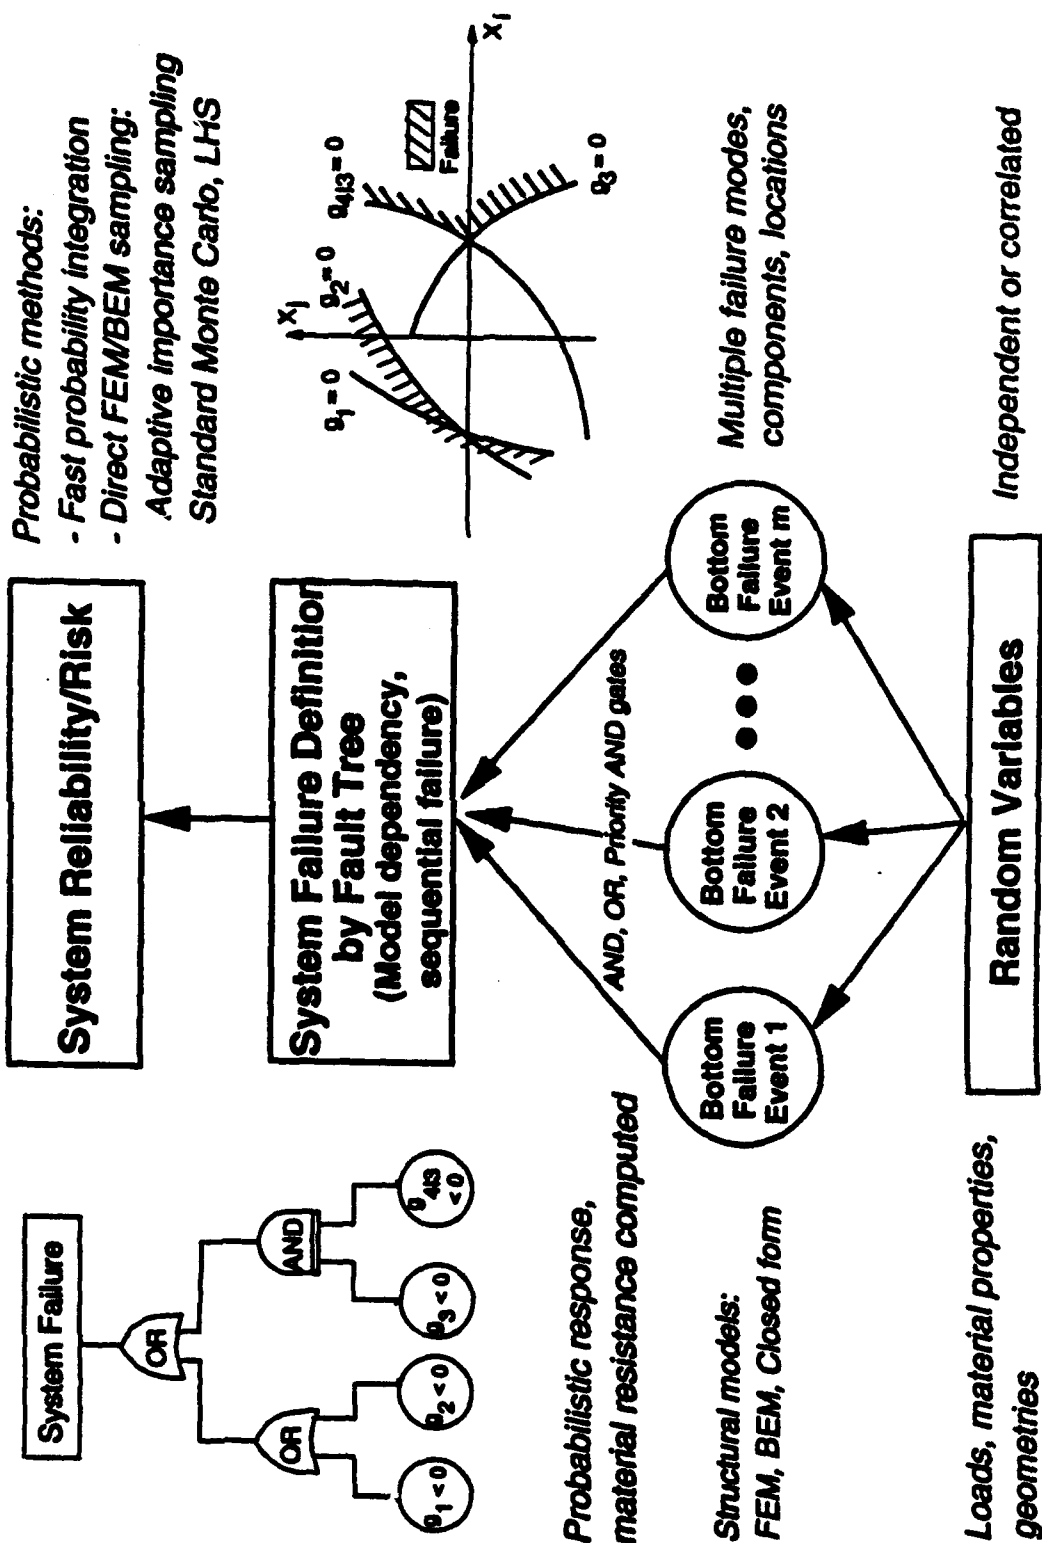 System Failure
OR
OR
AND
g1 < 0
g2 < 0
g3 < 0
g4|3
< 0
System Reliability/Risk
Probabilistic methods:
- Fast probability integration
- Direct FEM/BEM sampling:
Adaptive importance sampling
Standard Monte Carlo, LHS
System Failure Definition
by Fault Tree
(Model dependency,
sequential failure)
Xj
g1 = 0
g2 = 0
g4|3 = 0
Failure
Xi
g3 = 0
Probabilistic response,
material resistance computed
AND, OR, Priority AND gates
Structural models:
FEM, BEM, Closed form
Bottom
Failure
Event 1
Bottom
Failure
Event 2
Bottom
Failure
Event m
Multiple failure modes,
components, locations
Loads, material properties,
geometries
Random Variables
Independent or correlated